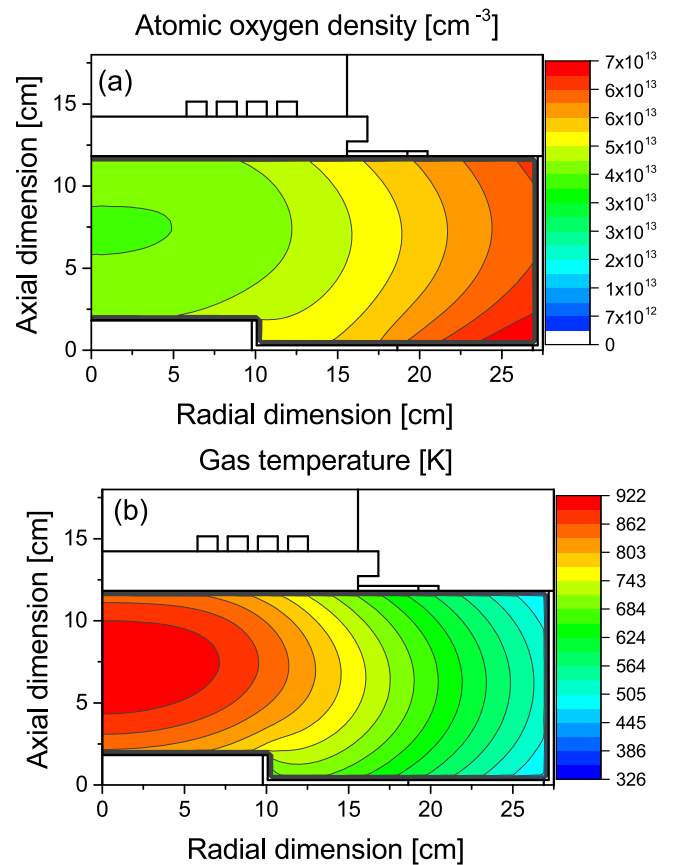 Atomic oxygen density [cm⁻³]
(a)
Axial dimension [cm]
15
10
5
0
0 5 10 15 20 25
Radial dimension [cm]
7x10¹³
6x10¹³
6x10¹³
4x10¹³
4x10¹³
3x10¹³
3x10¹³
2x10¹³
1x10¹³
7x10¹²
0
Gas temperature [K]
(b)
Axial dimension [cm]
15
10
5
0
0 5 10 15 20 25
Radial dimension [cm]
922
862
803
743
684
624
564
505
445
386
326